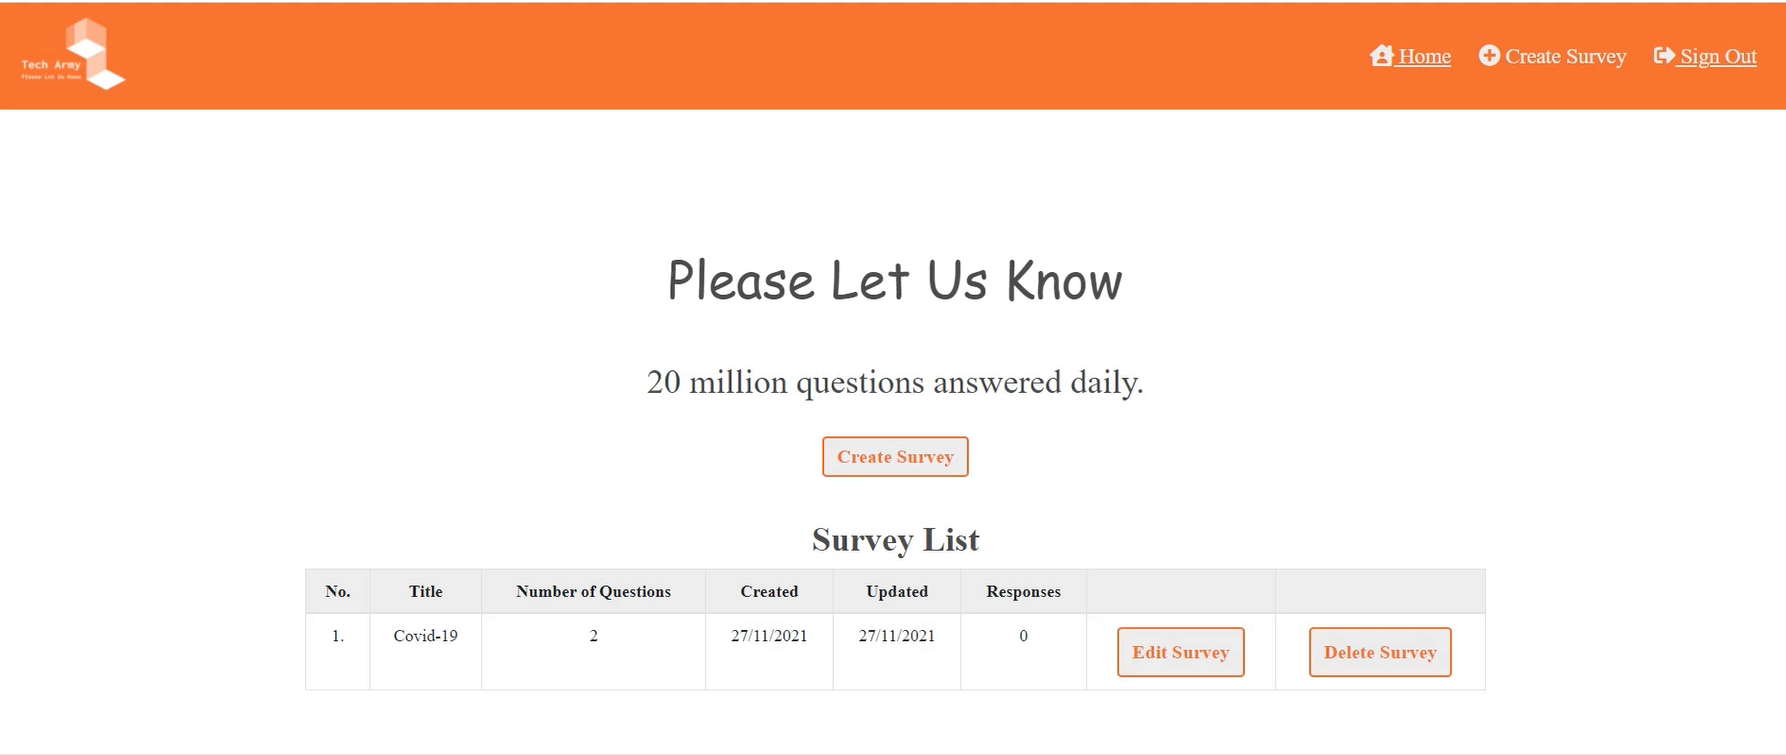 Tech Army
Please Let Us Know
Home Create Survey Sign Out
Please Let Us Know
20 million questions answered daily.
Create Survey
Survey List
No. Title Number of Questions Created Updated Responses
1. Covid-19 2 27/11/2021 27/11/2021 0 Edit Survey Delete Survey